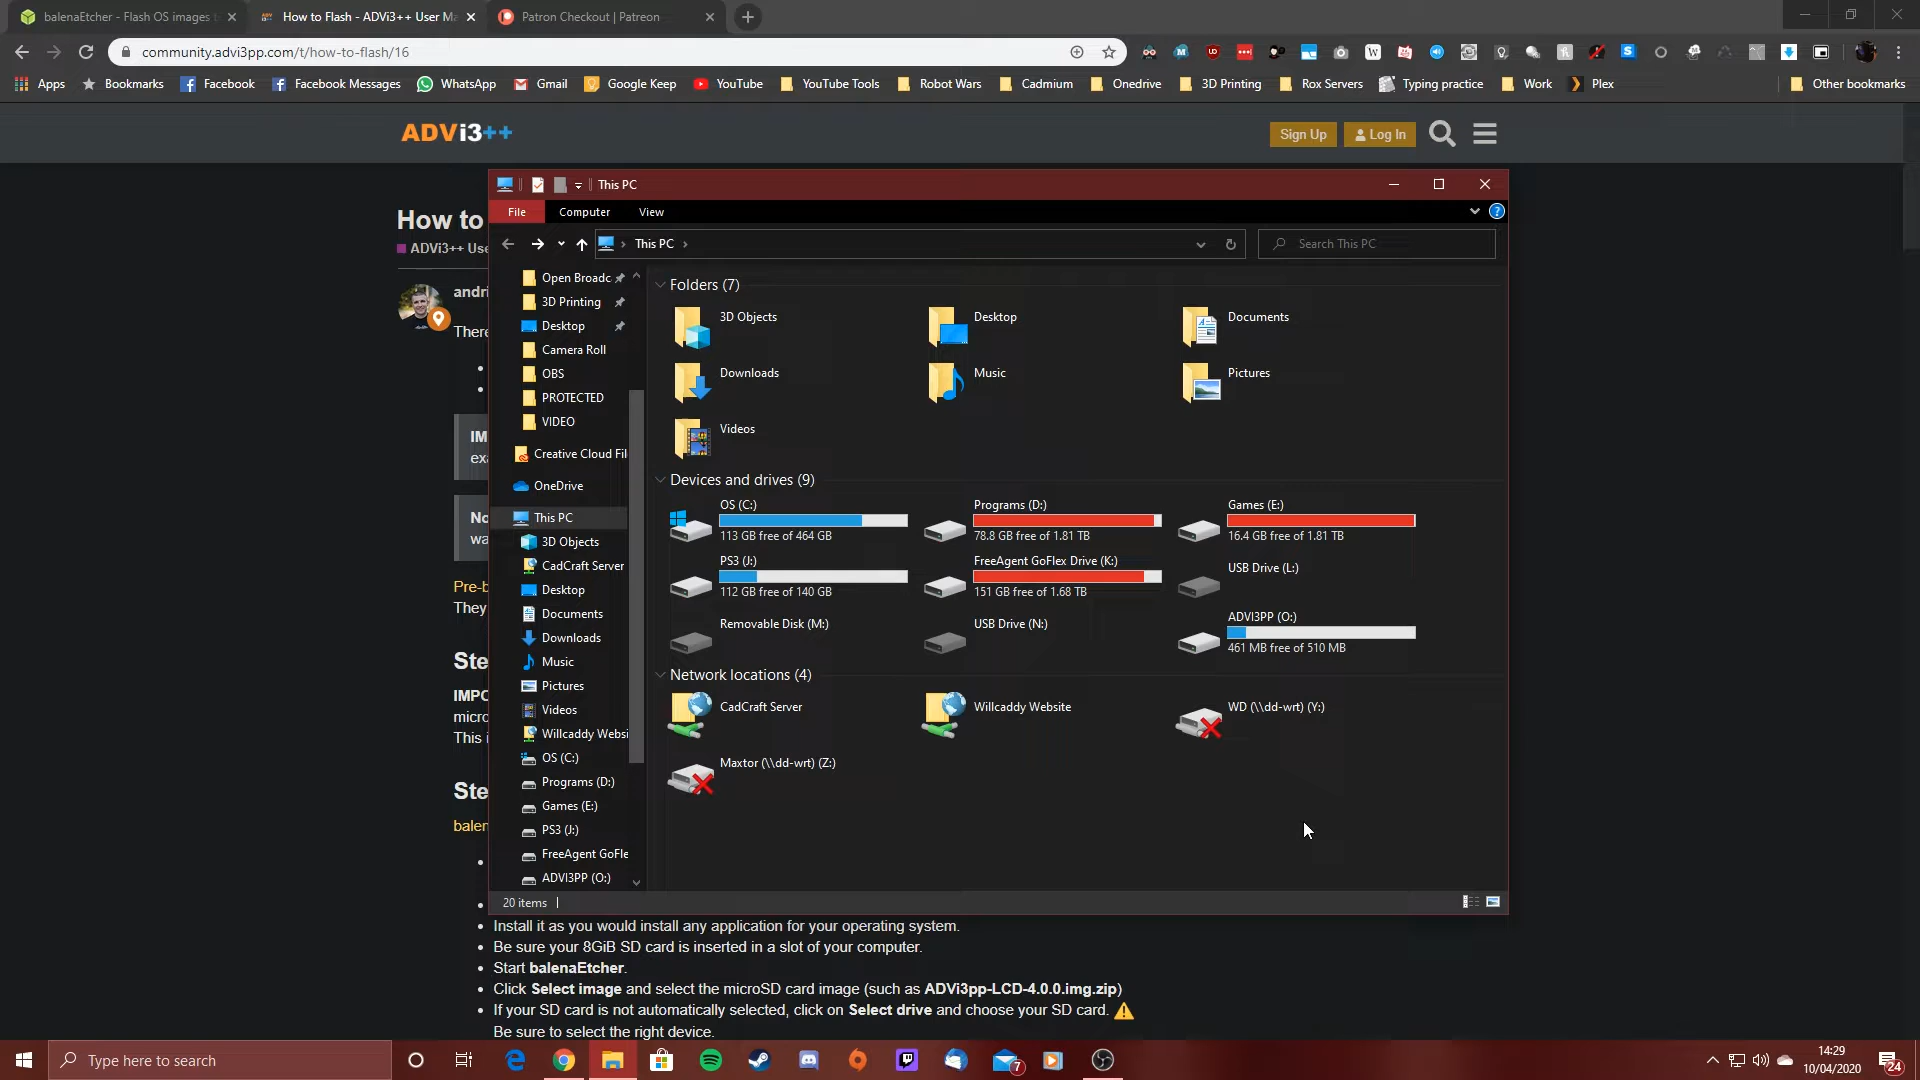 balenaEtcher - Flash OS images t
How to Flash - ADVi3++ User Ma
Patron Checkout | Patreon
community.advi3pp.com/t/how-to-flash/16
Apps
Bookmarks
Facebook
Facebook Messages
WhatsApp
Gmail
Google Keep
YouTube
YouTube Tools
Robot Wars
Cadmium
Onedrive
3D Printing
Rox Servers
Typing practice
Work
Plex
Other bookmarks
ADVi3++
Sign Up
Log In
How to
ADVi3++ Use
andri
There
IM
exa
No
wa
Pre-b
They
Ste
IMPO
micro
This i
Ste
balen
This PC
File
Computer
View
This PC
Search This PC
Open Broadc
3D Printing
Desktop
Camera Roll
OBS
PROTECTED
VIDEO
Creative Cloud Fil
OneDrive
This PC
3D Objects
CadCraft Server
Desktop
Documents
Downloads
Music
Pictures
Videos
Willcaddy Websi
OS (C:)
Programs (D:)
Games (E:)
PS3 (J:)
FreeAgent GoFle
ADVI3PP (O:)
Folders (7)
3D Objects
Desktop
Documents
Downloads
Music
Pictures
Videos
Devices and drives (9)
OS (C:)
113 GB free of 464 GB
Programs (D:)
78.8 GB free of 1.81 TB
Games (E:)
16.4 GB free of 1.81 TB
PS3 (J:)
112 GB free of 140 GB
FreeAgent GoFlex Drive (K:)
151 GB free of 1.68 TB
USB Drive (L:)
Removable Disk (M:)
USB Drive (N:)
ADVI3PP (O:)
461 MB free of 510 MB
Network locations (4)
CadCraft Server
Willcaddy Website
WD (\\dd-wrt) (Y:)
Maxtor (\\dd-wrt) (Z:)
20 items
Install it as you would install any application for your operating system.
Be sure your 8GiB SD card is inserted in a slot of your computer.
Start balenaEtcher.
Click Select image and select the microSD card image (such as ADVi3pp-LCD-4.0.0.img.zip)
If your SD card is not automatically selected, click on Select drive and choose your SD card.
Be sure to select the right device.
Type here to search
7
14:29
10/04/2020
24